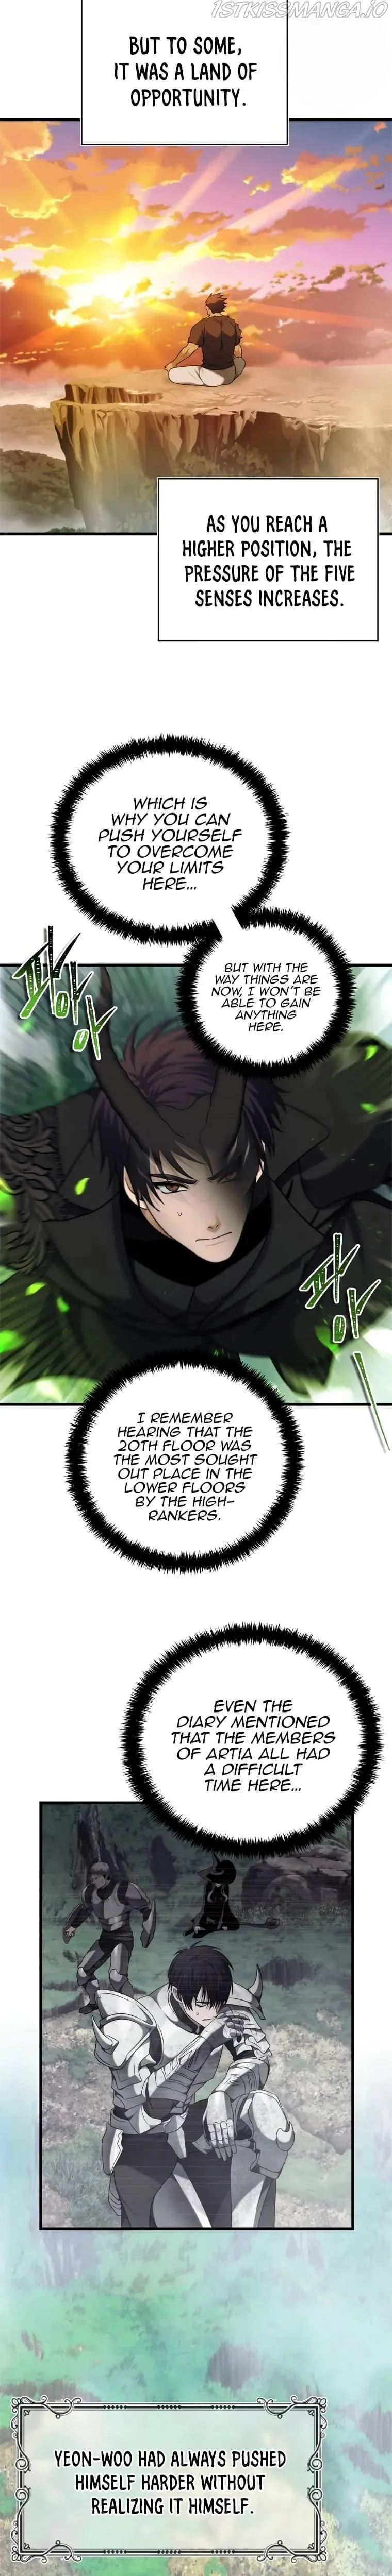 1STKISSMANGA.IO
BUT TO SOME,
IT WAS A LAND OF
OPPORTUNITY.
AS YOU REACH A
HIGHER POSITION, THE
PRESSURE OF THE FIVE
SENSES INCREASES.
WHICH IS
WHY YOU CAN
PUSH YOURSELF
TO OVERCOME
YOUR LIMITS
HERE...
BUT WITH THE
WAY THINGS ARE
NOW, I WON'T BE
ABLE TO GAIN
ANYTHING
HERE.
I REMEMBER
HEARING THAT THE
20TH FLOOR WAS
THE MOST SOUGHT
OUT PLACE IN THE
LOWER FLOORS
BY THE HIGH-
RANKERS.
EVEN THE
DIARY MENTIONED
THAT THE MEMBERS
OF ARTIA ALL HAD
A DIFFICULT
TIME HERE...
YEON-WOO HAD ALWAYS PUSHED
HIMSELF HARDER WITHOUT
REALIZING IT HIMSELF.